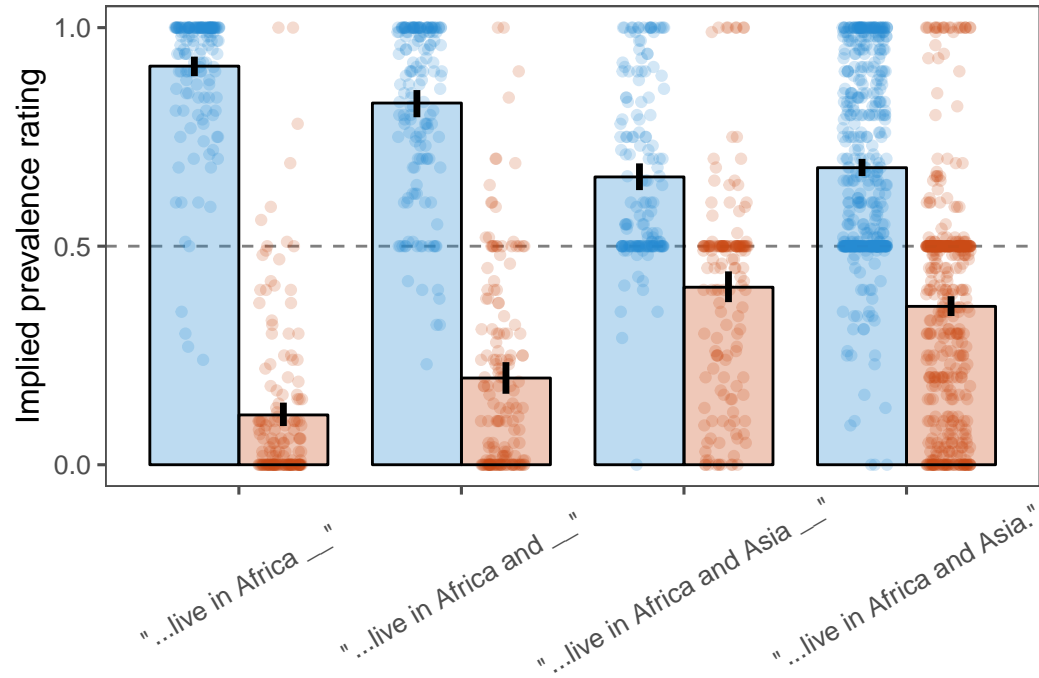 Implied prevalence rating
1.0
0.5
0.0
" ...live in Africa __"
" ...live in Africa and __"
" ...live in Africa and Asia __"
" ...live in Africa and Asia."